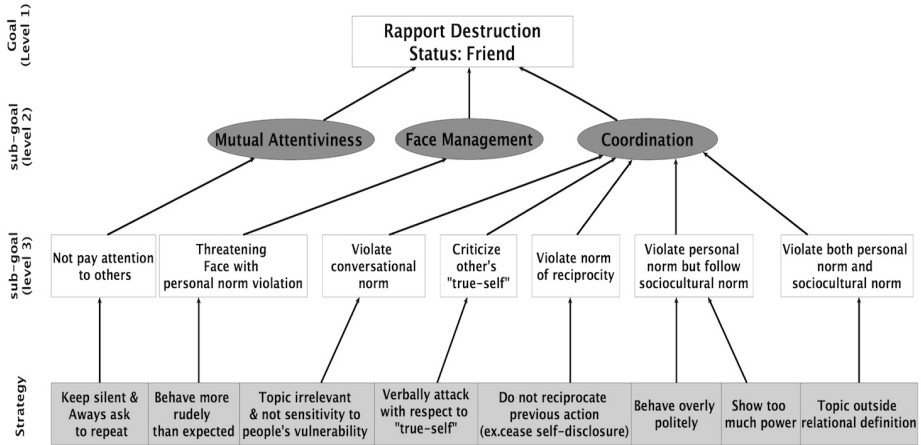 Goal
(Level 1)
Rapport Destruction
Status: Friend
sub-goal
(level 2)
Mutual Attentiviness
Face Management
Coordination
sub-goal
(level 3)
Not pay attention
to others
Threatening
Face with
personal norm violation
Violate
conversational
norm
Criticize
other's
"true-self"
Violate norm
of reciprocity
Violate personal
norm but follow
sociocultural norm
Violate both personal
norm and
sociocultural norm
Strategy
Keep silent &
Aways ask
to repeat
Behave more
rudely
than expected
Topic irrelevant
& not sensitivity to
people's vulnerability
Verbally attack
with respect to
"true-self"
Do not reciprocate
previous action
(ex.cease self-disclosure)
Behave overly
politely
Show too
much power
Topic outside
relational definition